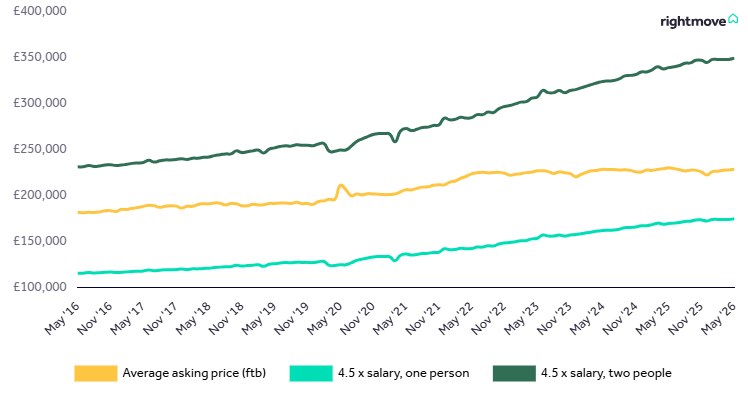 £400,000
rightmove
£350,000
£300,000
£250,000
£200,000
£150,000
£100,000
May '16
Nov '16
May '17
Nov '17
May '18
Nov '18
May '19
Nov '19
May '20
Nov '20
May '21
Nov '21
May '22
Nov '22
May '23
Nov '23
May '24
Nov '24
May '25
Nov '25
May '26
Average asking price (ftb)
4.5 x salary, one person
4.5 x salary, two people